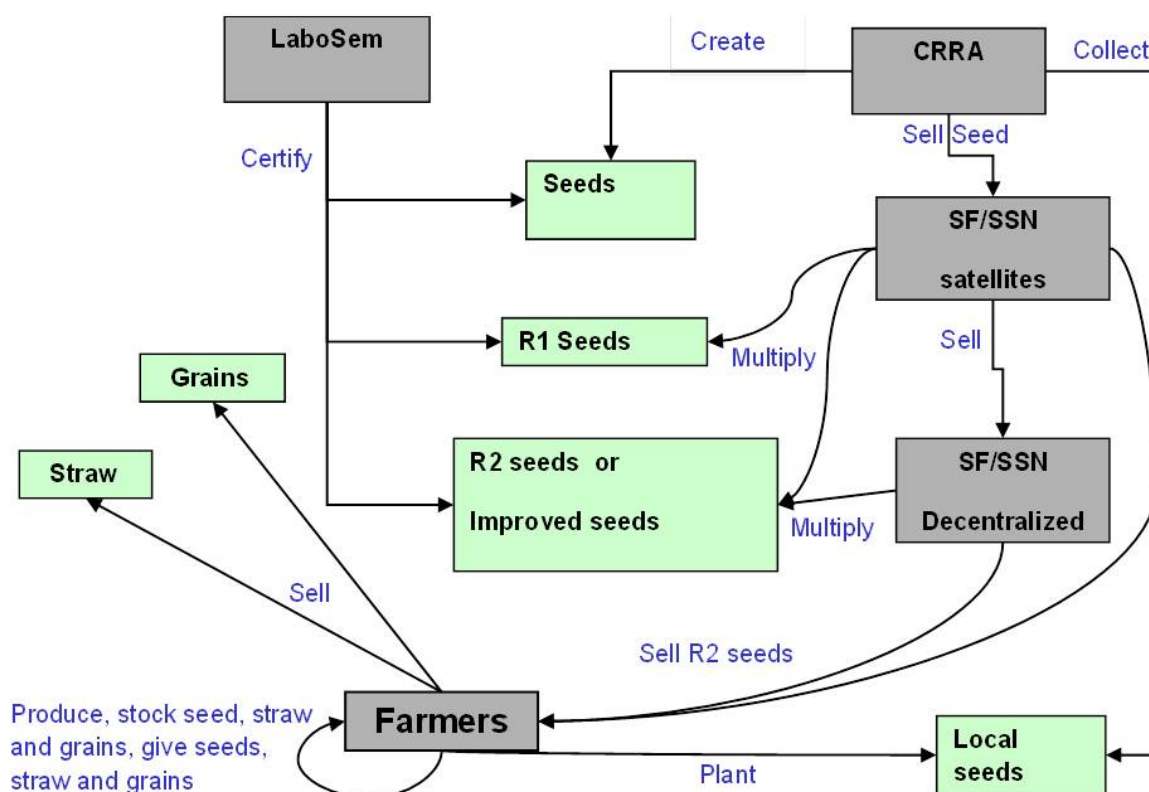 LaboSem
Create
CRRA
Collect
Sell Seed
Certify
Seeds
SF/SSN
satellites
R1 Seeds
Multiply
Sell
Grains
Straw
R2 seeds or
Improved seeds
SF/SSN
Decentralized
Multiply
Sell
Sell R2 seeds
Farmers
Produce, stock seed, straw
and grains, give seeds,
straw and grains
Plant
Local
seeds